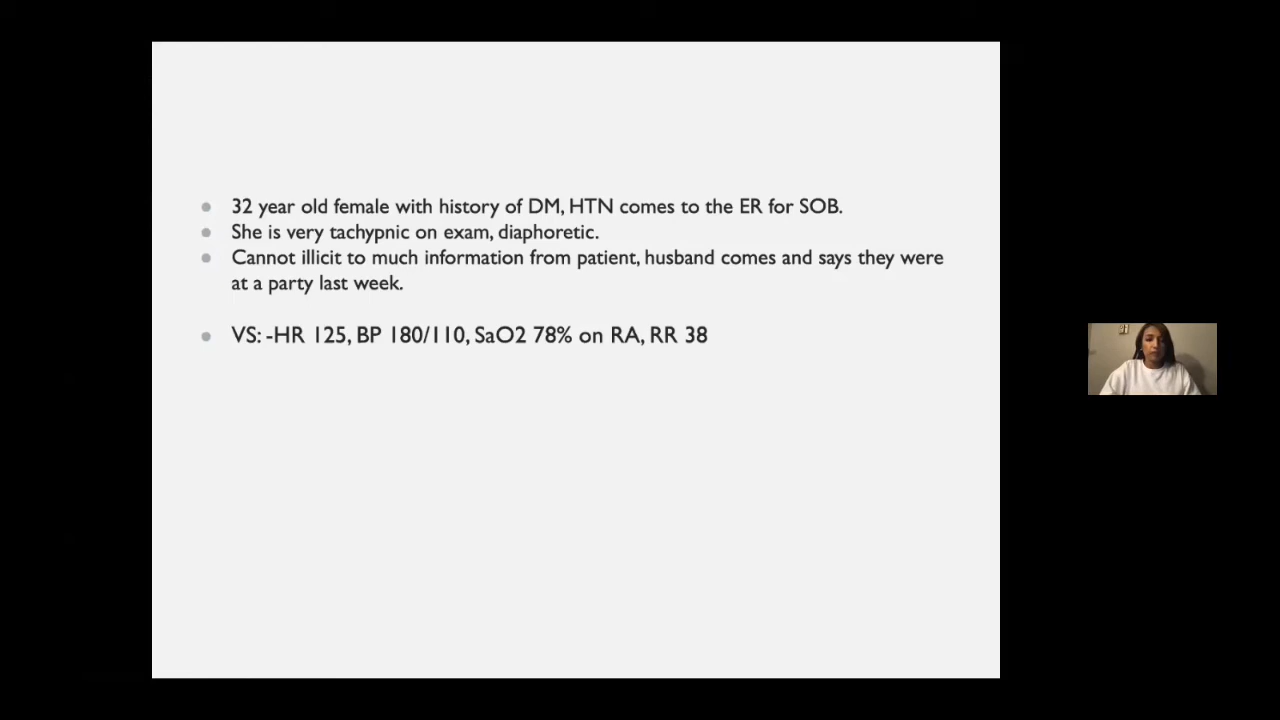 32 year old female with history of DM, HTN comes to the ER for SOB.
She is very tachypnic on exam, diaphoretic.
Cannot illicit to much information from patient, husband comes and says they were
at a party last week.
VS: -HR 125, BP 180/110, SaO2 78% on RA, RR 38